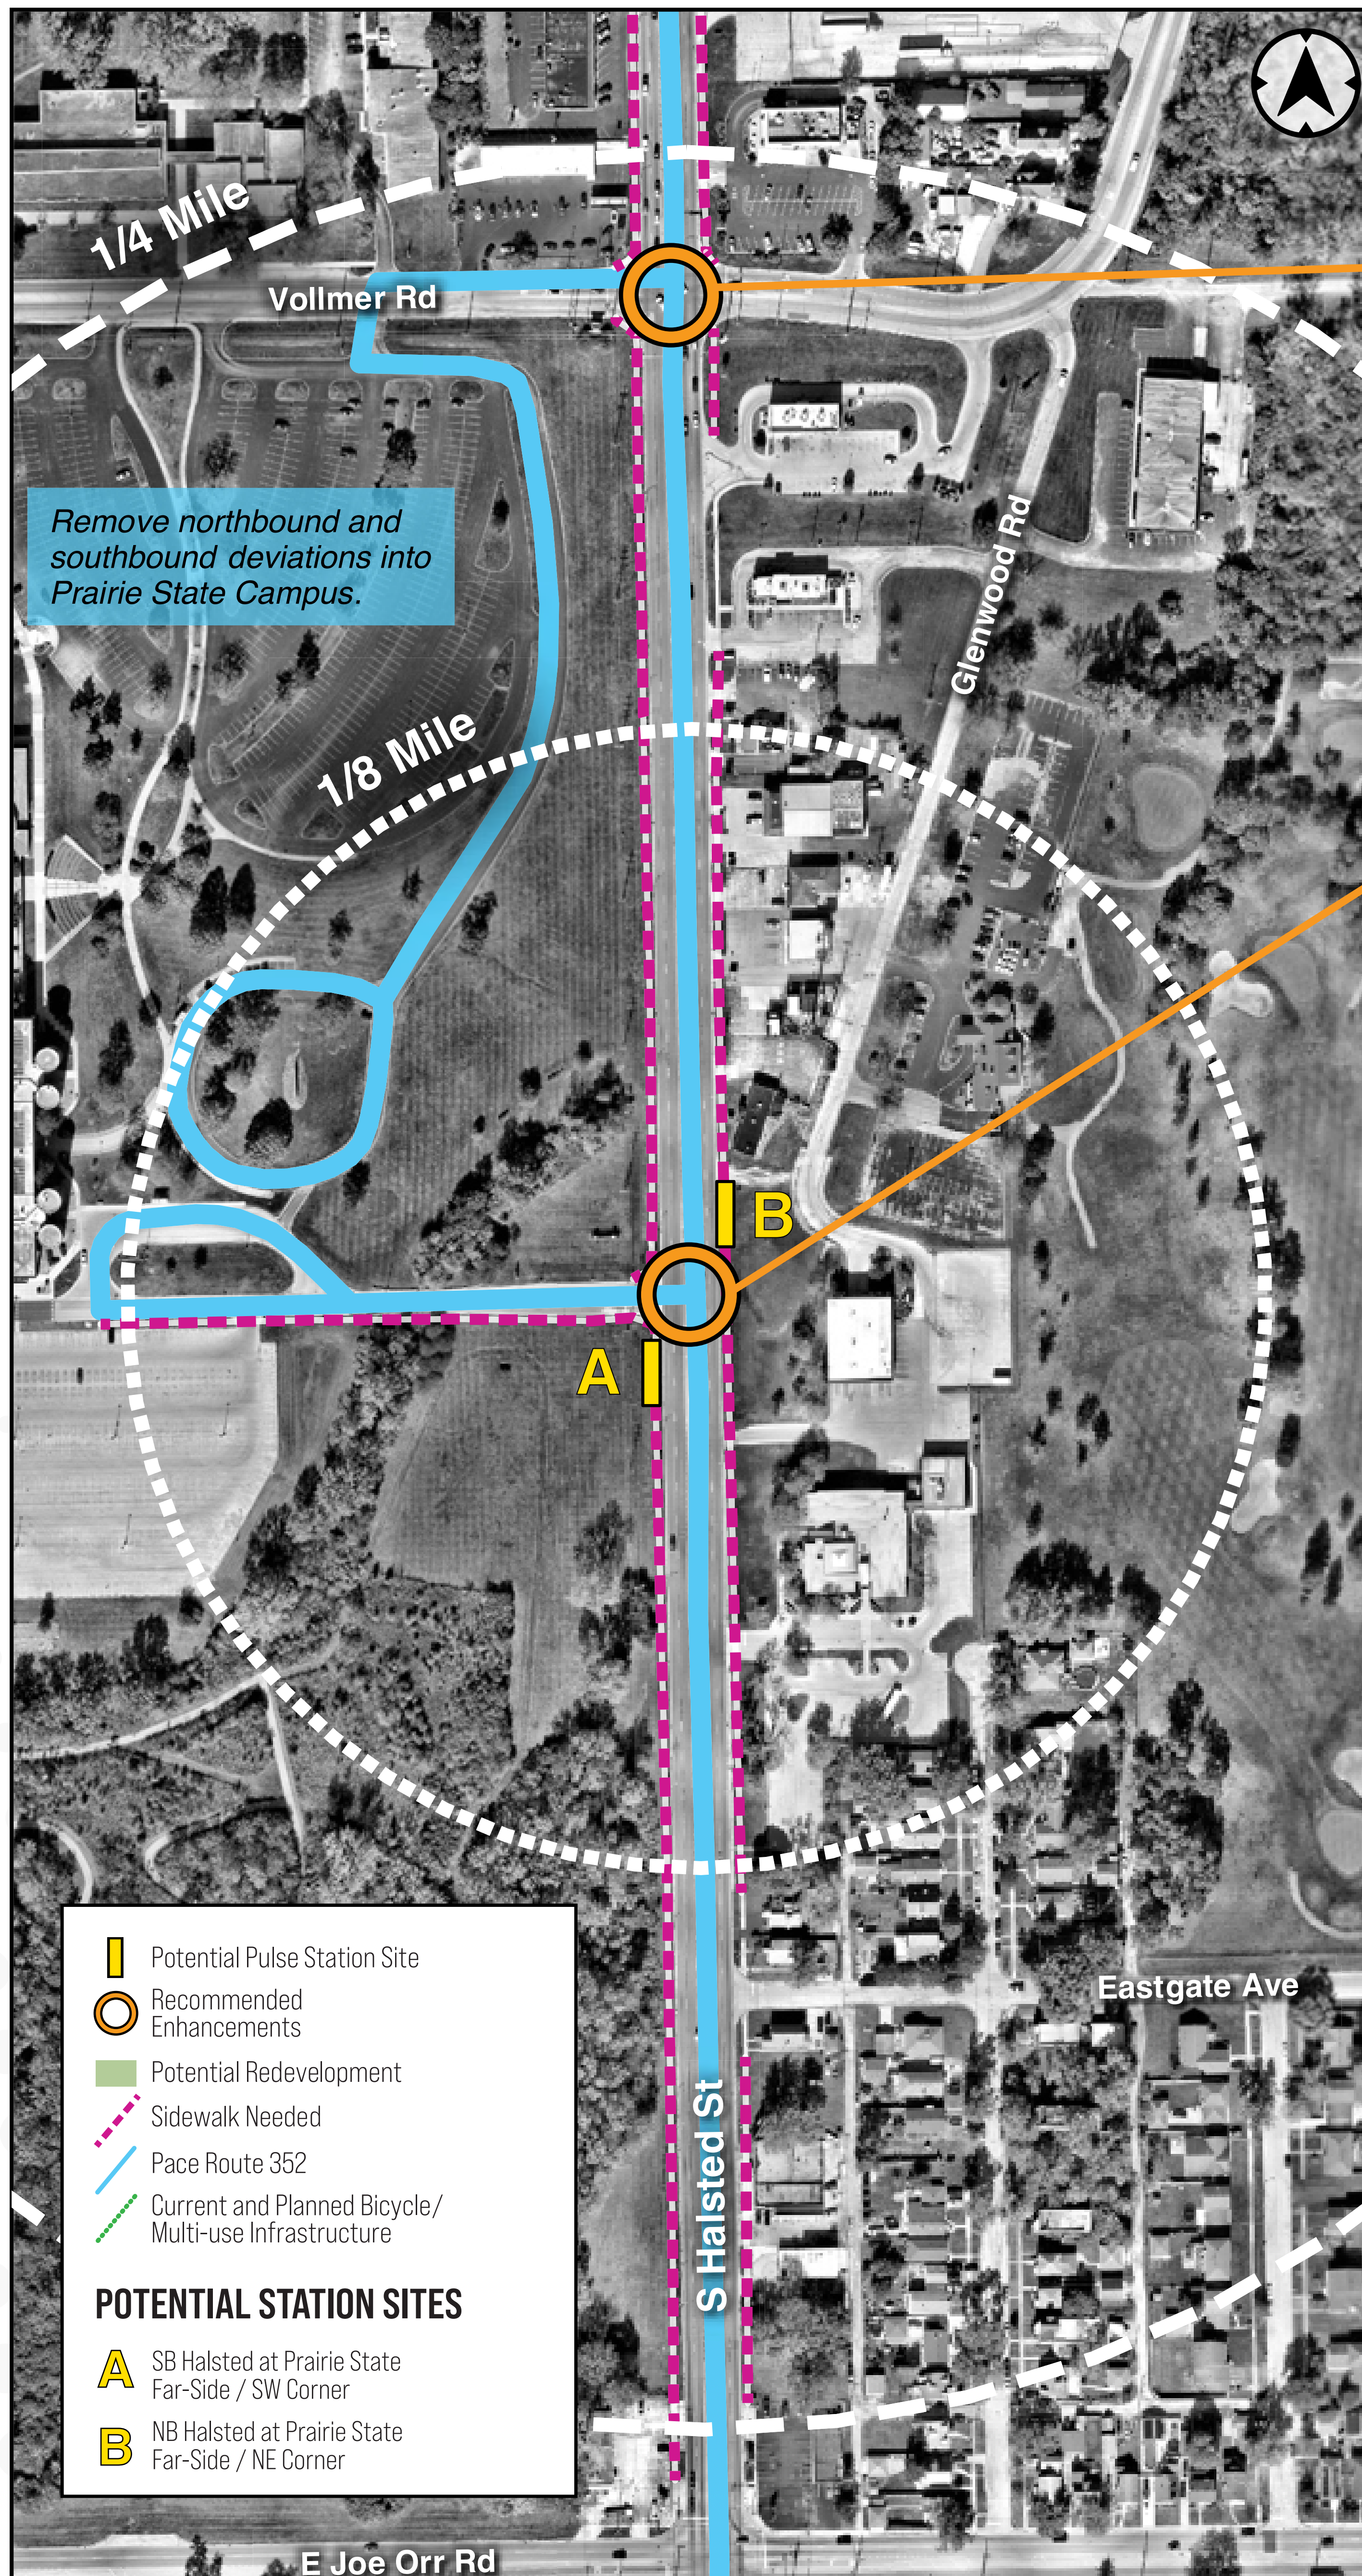 1/4 Mile
Vollmer Rd
Remove northbound and
southbound deviations into
Prairie State Campus.
Glenwood Rd
1/8 Mile
B
A
Eastgate Ave
S Halsted St
E Joe Orr Rd
Potential Pulse Station Site
Recommended
Enhancements
Potential Redevelopment
Sidewalk Needed
Pace Route 352
Current and Planned Bicycle/
Multi-use Infrastructure
POTENTIAL STATION SITES
A SB Halsted at Prairie State
Far-Side / SW Corner
B NB Halsted at Prairie State
Far-Side / NE Corner